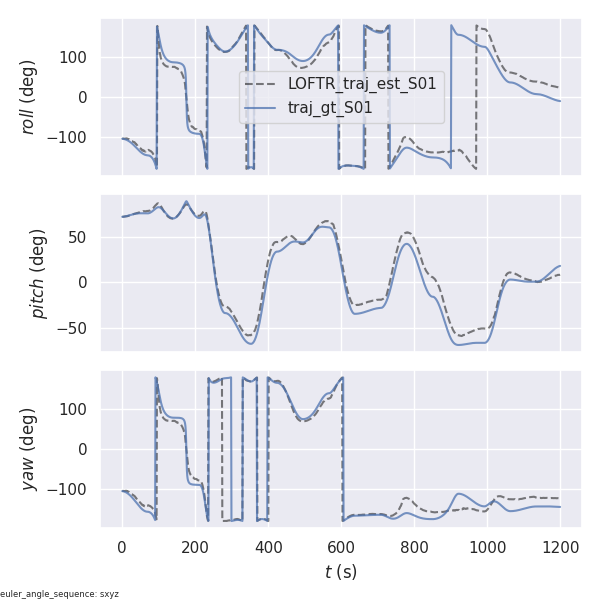 100
0
−100
roll (deg)
LOFTR_traj_est_S01
traj_gt_S01
50
0
−50
pitch (deg)
100
0
−100
yaw (deg)
0 200 400 600 800 1000 1200
t (s)
euler_angle_sequence: sxyz